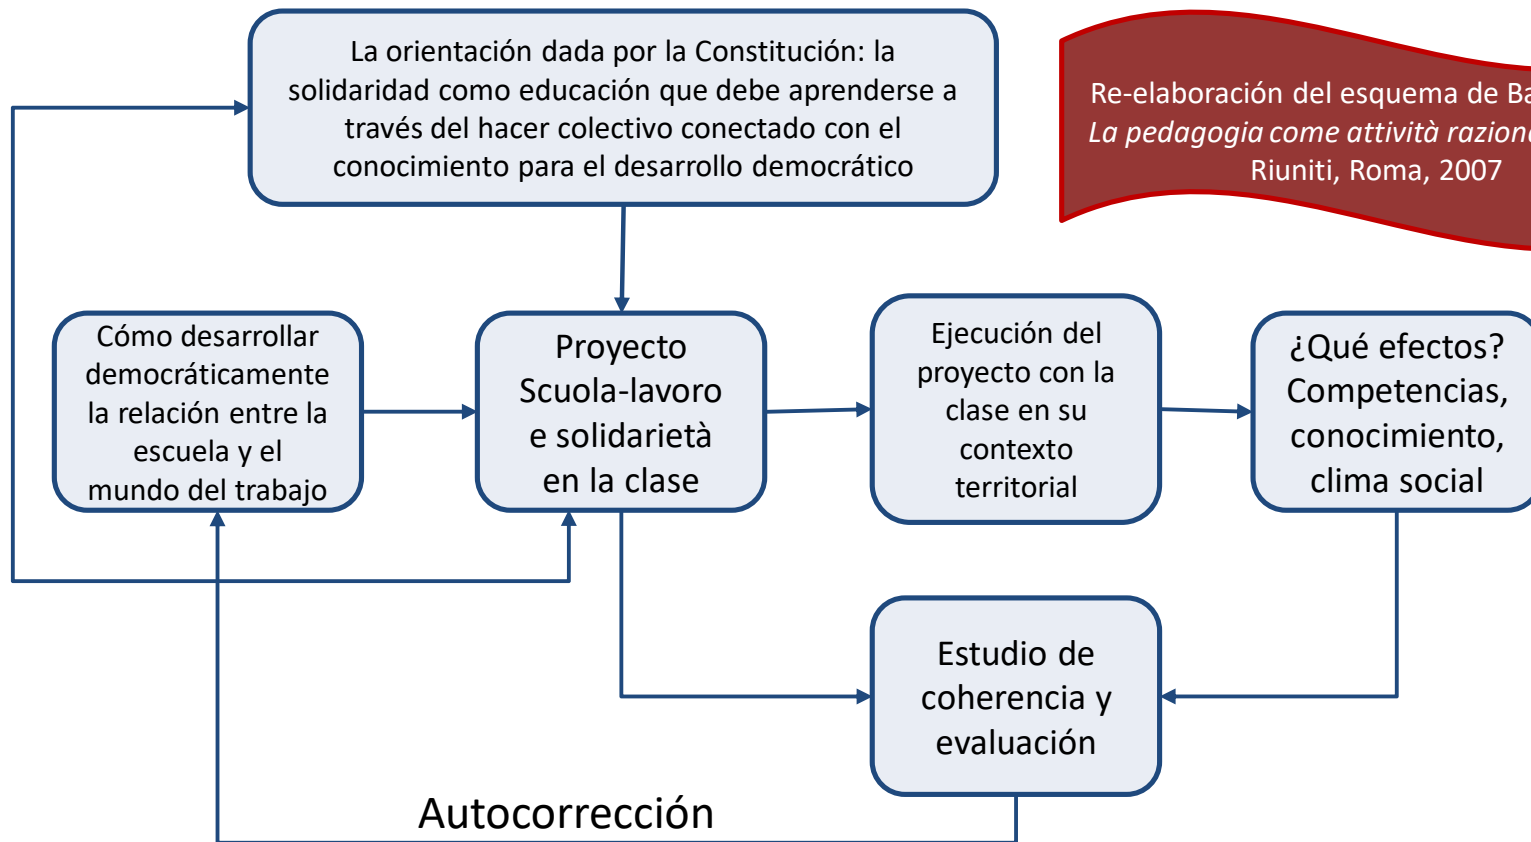 La orientación dada por la Constitución: la
solidaridad como educación que debe aprenderse a
través del hacer colectivo conectado con el
conocimiento para el desarrollo democrático
Re-elaboración del esquema de
La pedagogia come attività
Riuniti, Roma, 2007
Cómo desarrollar
democráticamente
la relación entre la
escuela y el
mundo del trabajo
Proyecto
Scuola-lavoro
e solidarietà
en la clase
Ejecución del
proyecto con la
clase en su
contexto
territorial
¿Qué efectos?
Competencias,
conocimiento,
clima social
Estudio de
coherencia y
evaluación
Autocorrección